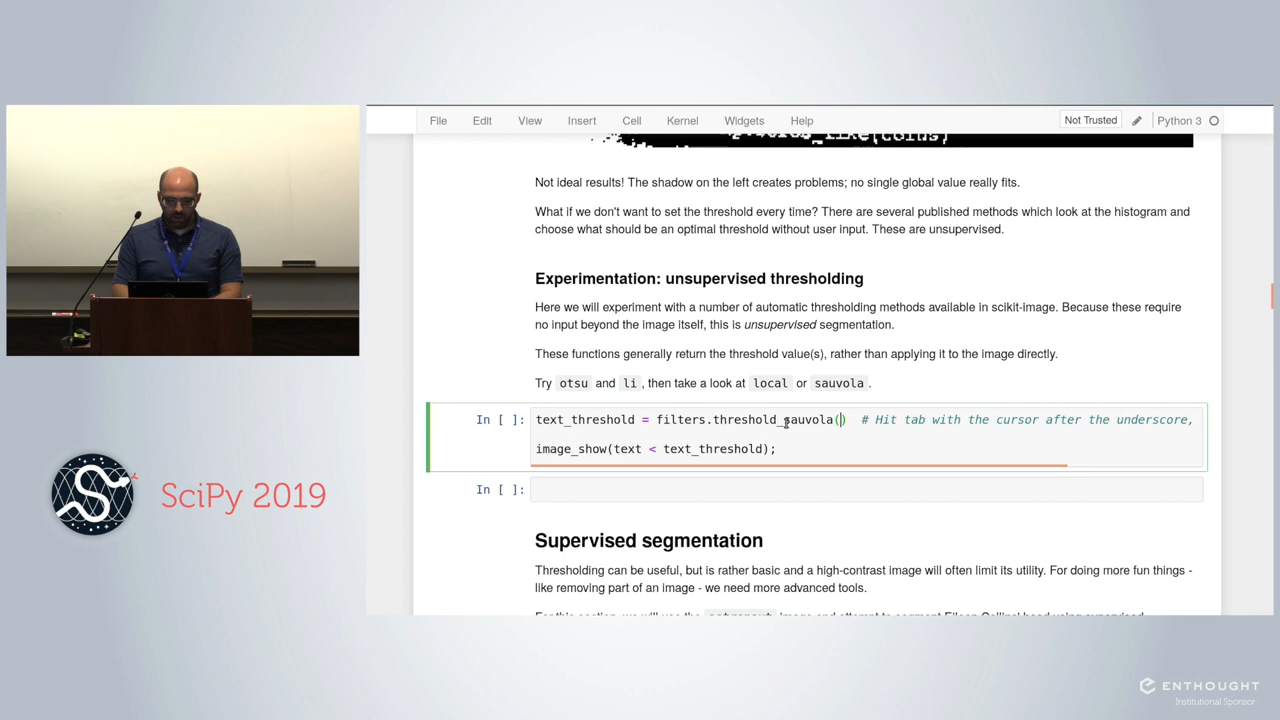 File Edit View Insert Cell Kernel Widgets Help Not Trusted Python 3
Not ideal results! The shadow on the left creates problems; no single global value really fits.
What if we don't want to set the threshold every time? There are several published methods which look at the histogram and
choose what should be an optimal threshold without user input. These are unsupervised.
Experimentation: unsupervised thresholding
Here we will experiment with a number of automatic thresholding methods available in scikit-image. Because these require
no input beyond the image itself, this is unsupervised segmentation.
These functions generally return the threshold value(s), rather than applying it to the image directly.
Try otsu and li, then take a look at local or sauvola.
In [ ]: text_threshold = filters.threshold_sauvola() # Hit tab with the cursor after the underscore,
image_show(text < text_threshold);
In [ ]:
Supervised segmentation
Thresholding can be useful, but is rather basic and a high-contrast image will often limit its utility. For doing more fun things -
like removing part of an image - we need more advanced tools.
SciPy 2019
ENTHOUGHT
Institutional Sponsor